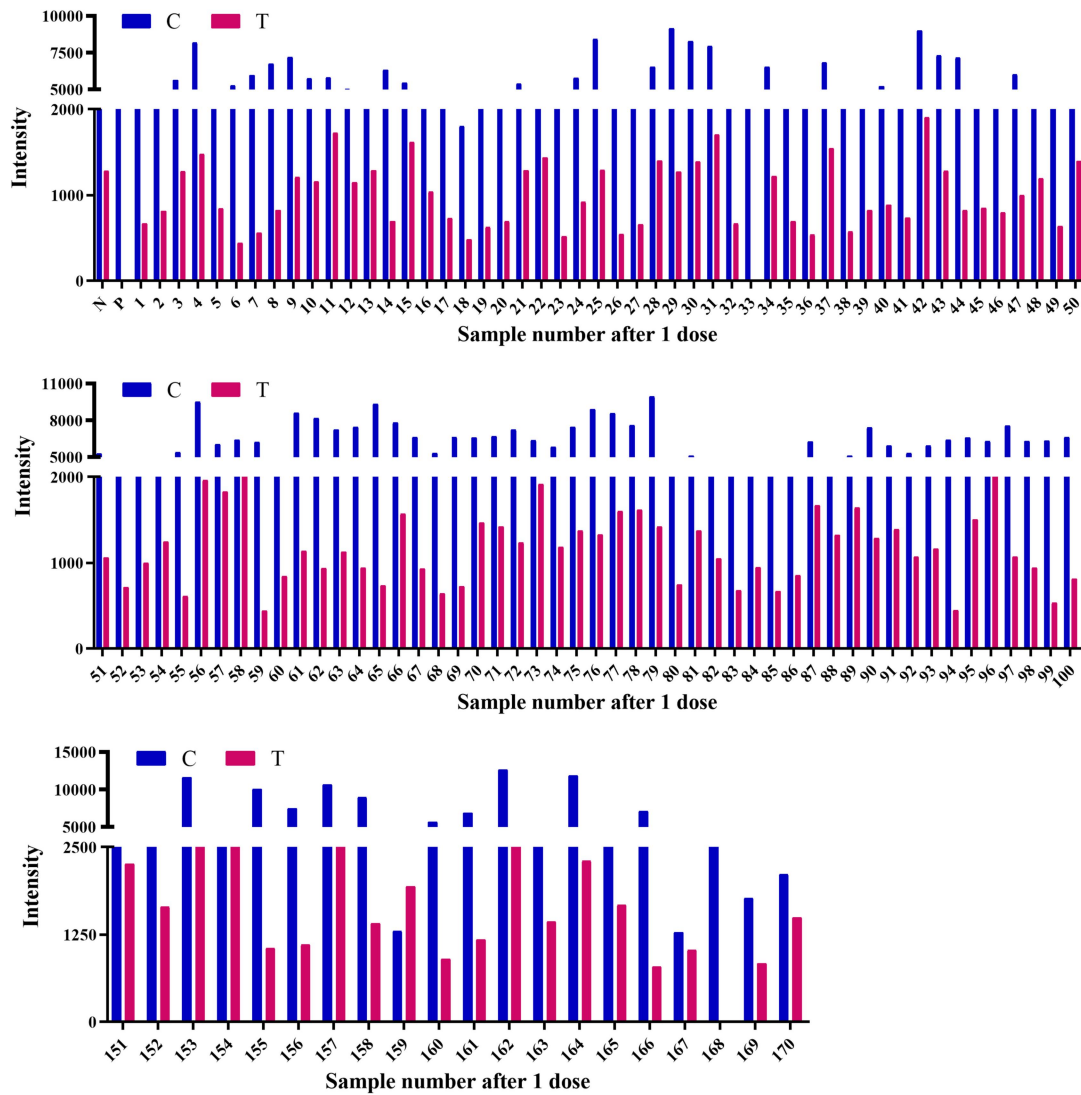 C T
10000
7500
5000
2000
1000
0
Intensity
N P 1 2 3 4 5 6 7 8 9 10 11 12 13 14 15 16 17 18 19 20 21 22 23 24 25 26 27 28 29 30 31 32 33 34 35 36 37 38 39 40 41 42 43 44 45 46 47 48 49 50
Sample number after 1 dose
C T
11000
8000
5000
2000
1000
0
Intensity
51 52 53 54 55 56 57 58 59 60 61 62 63 64 65 66 67 68 69 70 71 72 73 74 75 76 77 78 79 80 81 82 83 84 85 86 87 88 89 90 91 92 93 94 95 96 97 98 99 100
Sample number after 1 dose
C T
15000
10000
5000
2500
1250
0
Intensity
151 152 153 154 155 156 157 158 159 160 161 162 163 164 165 166 167 168 169 170
Sample number after 1 dose